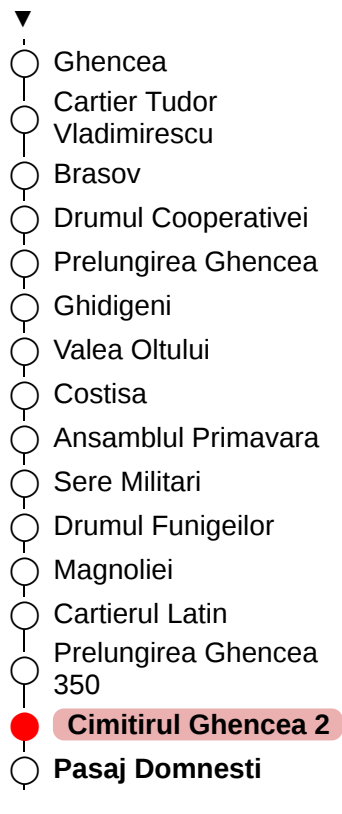 Ghencea
Cartier Tudor
Vladimirescu
Brasov
Drumul Cooperativei
Prelungirea Ghencea
Ghidigeni
Valea Oltului
Costisa
Ansamblul Primavara
Sere Militari
Drumul Funigeilor
Magnoliei
Cartierul Latin
Prelungirea Ghencea
350
Cimitirul Ghencea 2
Pasaj Domnesti